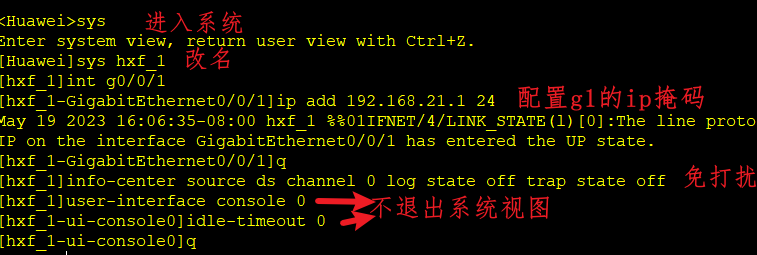 <Huawei>sys 进入系统
Enter system view, return user view with Ctrl+Z.
[Huawei]sys hxf_1 改名
[hxf_1]int g0/0/1
[hxf_1-GigabitEthernet0/0/1]ip add 192.168.21.1 24 配置g1的ip掩码
May 19 2023 16:06:35-08:00 hxf_1 %%01IFNET/4/LINK_STATE(l)[0]:The line proto
IP on the interface GigabitEthernet0/0/1 has entered the UP state.
[hxf_1-GigabitEthernet0/0/1]q
[hxf_1]info-center source ds channel 0 log state off trap state off 免打扰
[hxf_1]user-interface console 0 不退出系统视图
[hxf_1-ui-console0]idle-timeout 0
[hxf_1-ui-console0]q